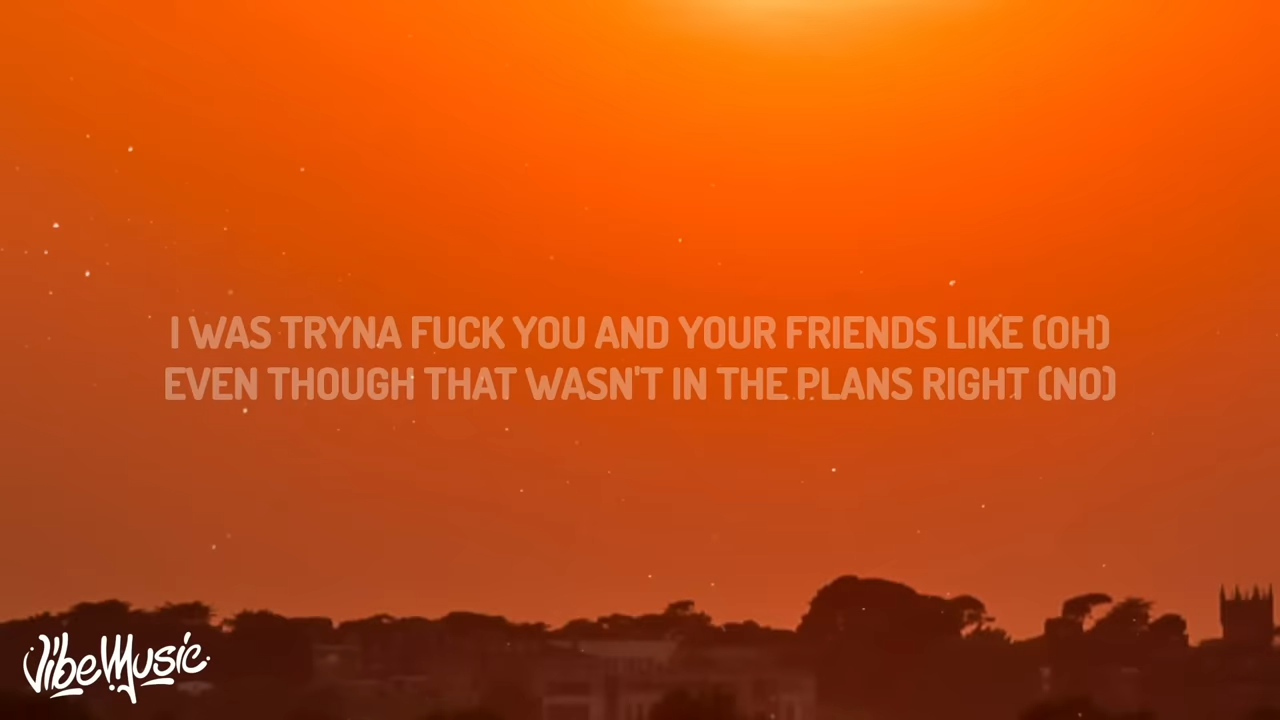 I WAS TRYNA FUCK YOU AND YOUR FRIENDS LIKE (OH)
EVEN THOUGH THAT WASN'T IN THE PLANS RIGHT (NO)
VibeMusic